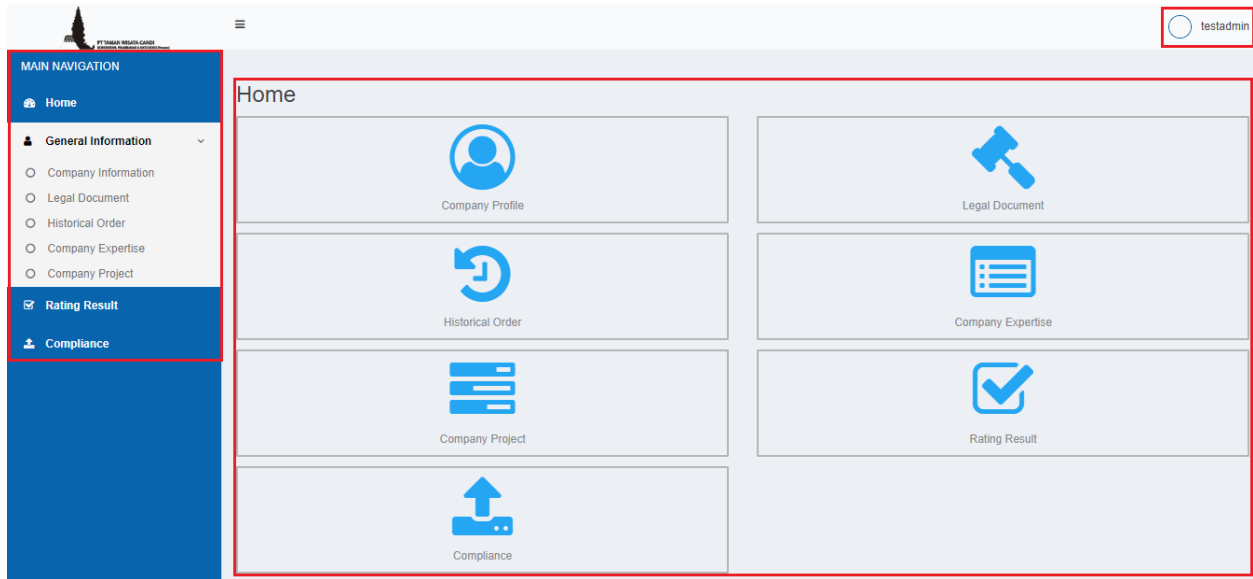 PT TAMAN WISATA CANDI
testadmin
MAIN NAVIGATION
Home
General Information
Company Information
Legal Document
Historical Order
Company Expertise
Company Project
Rating Result
Compliance
Home
Company Profile
Legal Document
Historical Order
Company Expertise
Company Project
Rating Result
Compliance